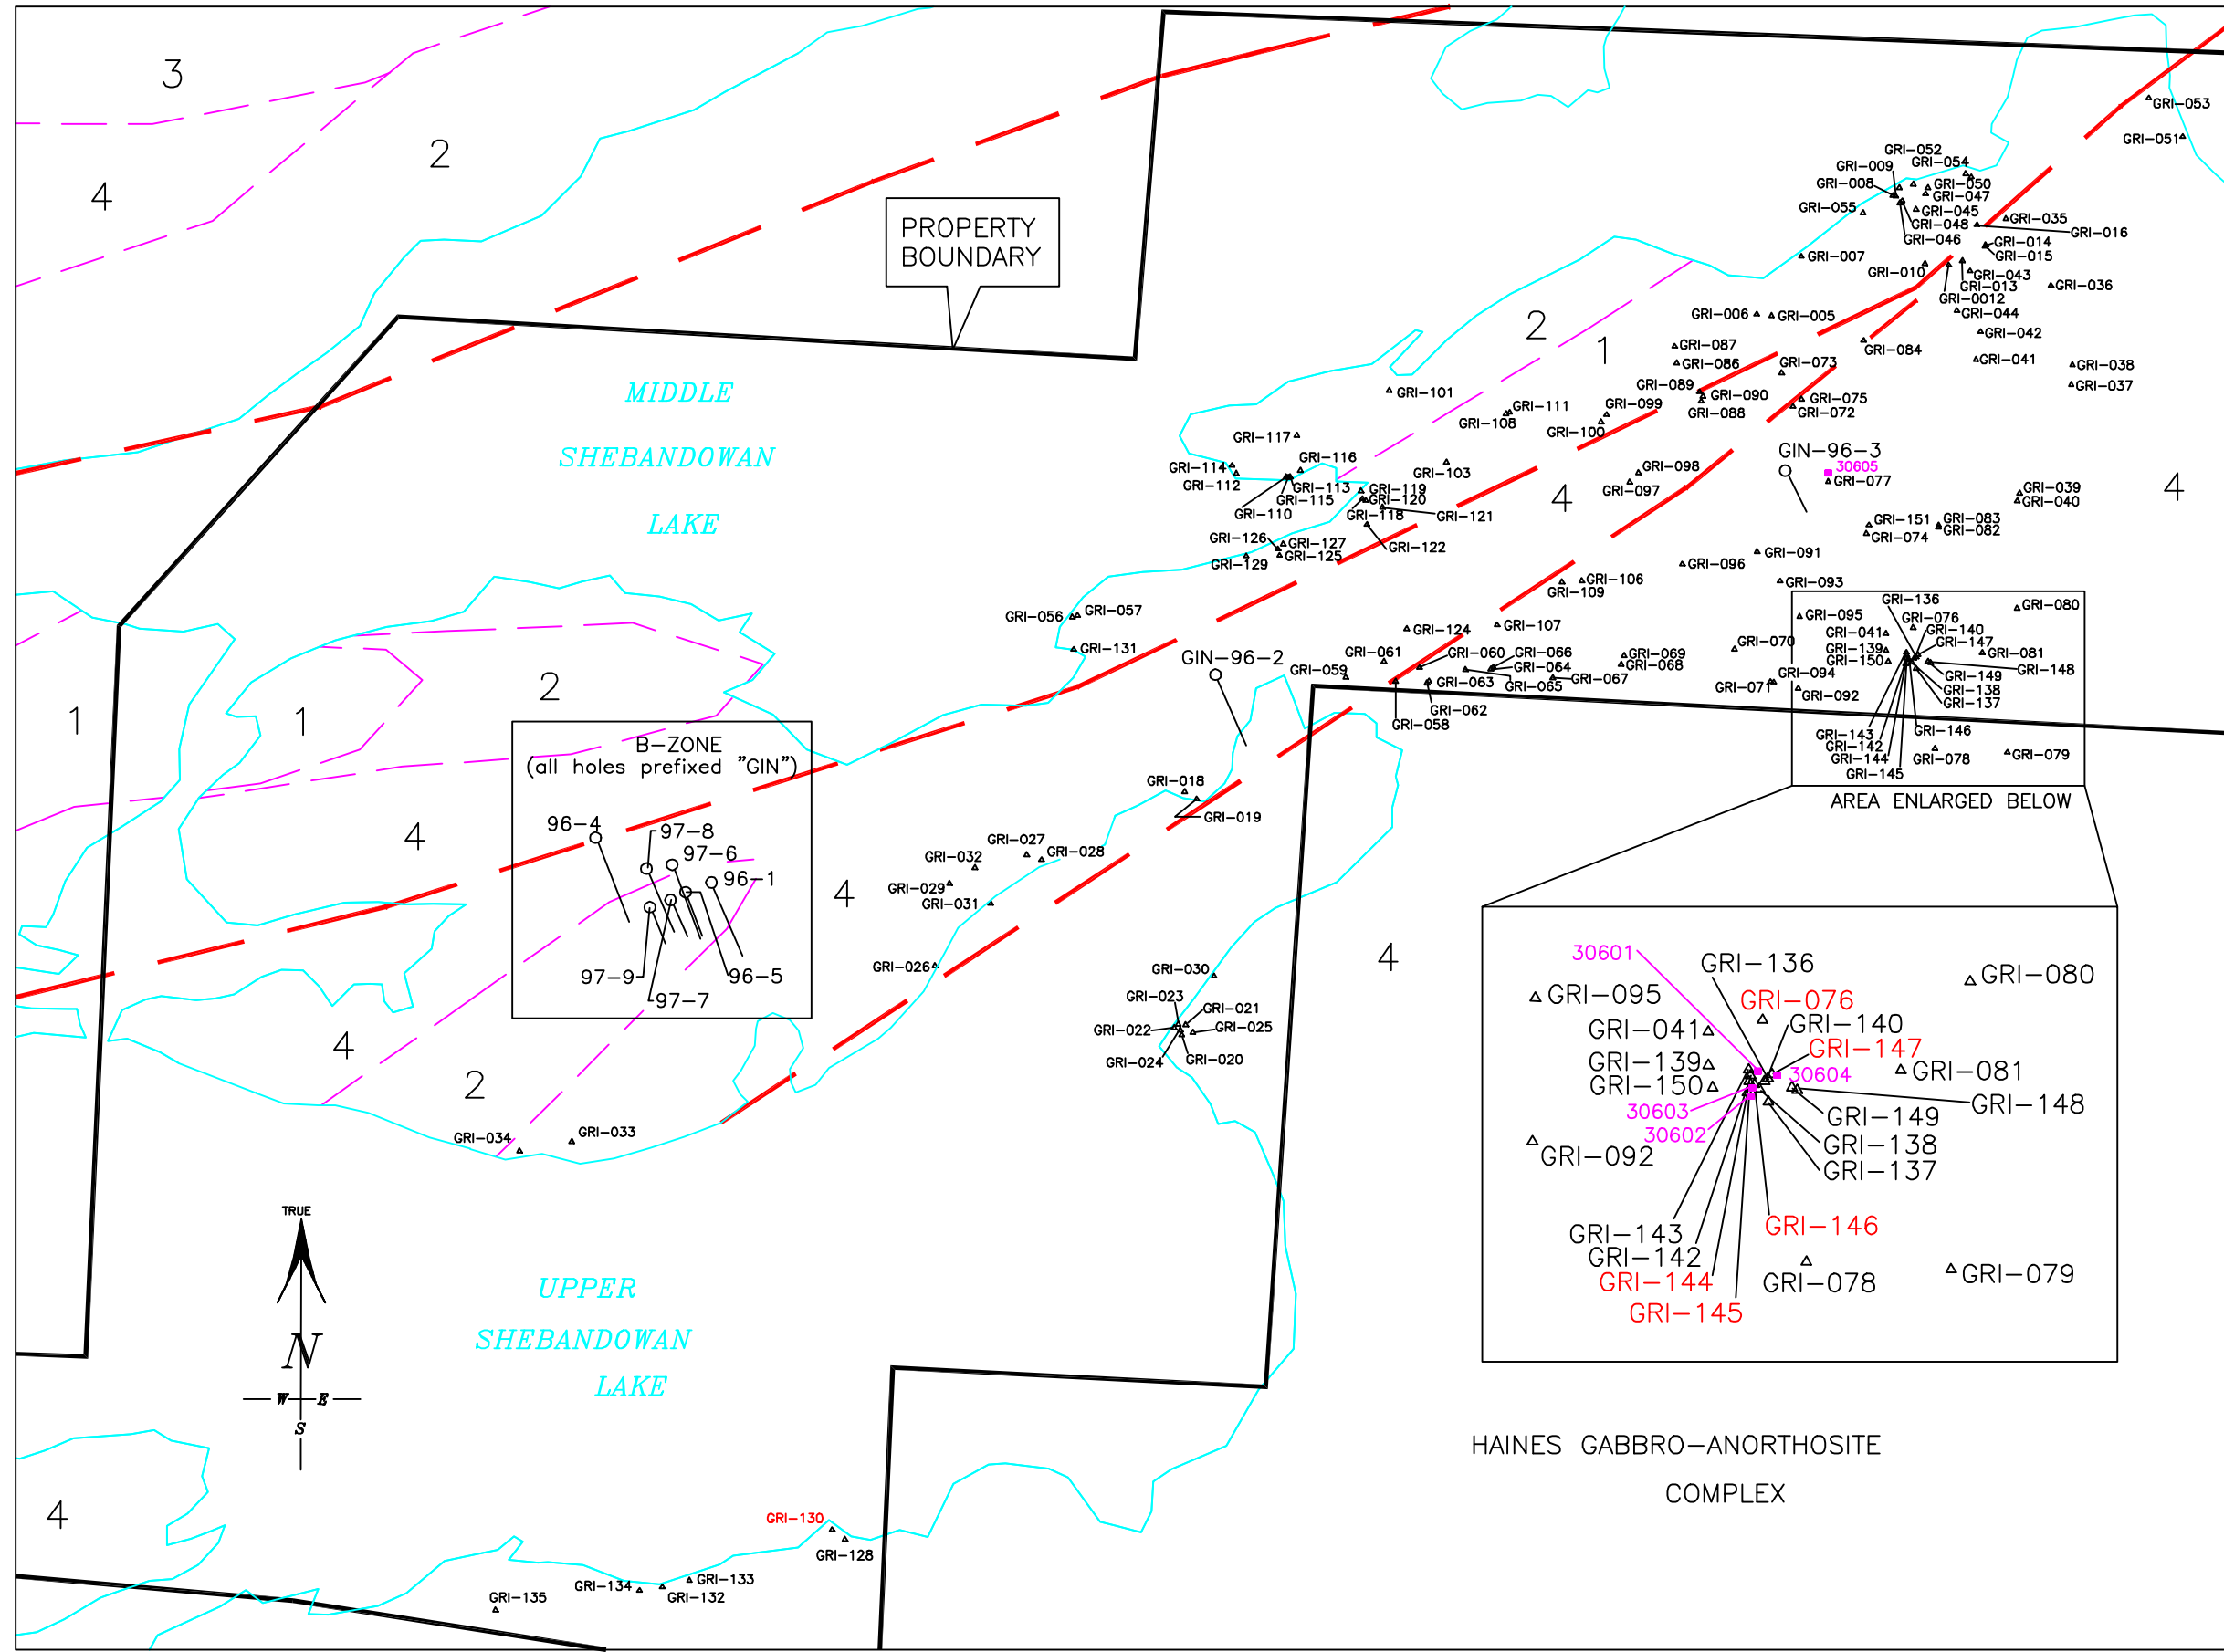 3
2
4
PROPERTY
BOUNDARY
MIDDLE
SHEBANDOWAN
LAKE
GRI-053
GRI-051
GRI-052
GRI-009
GRI-054
GRI-008
GRI-050
GRI-047
GRI-055
GRI-045
GRI-048
GRI-035
GRI-016
GRI-046
GRI-014
GRI-015
GRI-007
GRI-010
GRI-043
GRI-013
GRI-036
GRI-0012
GRI-044
GRI-006
GRI-005
GRI-042
2
1
GRI-087
GRI-084
GRI-086
GRI-073
GRI-041
GRI-038
GRI-037
GRI-089
GRI-090
GRI-088
GRI-075
GRI-072
GRI-101
GRI-111
GRI-108
GRI-099
GRI-100
GRI-117
GRI-116
GRI-114
GRI-112
GRI-113
GRI-115
GRI-110
GRI-103
GRI-119
GRI-120
GRI-118
GRI-121
GRI-122
4
GRI-098
GRI-097
GIN-96-3
30605
GRI-077
4
GRI-039
GRI-040
GRI-151
GRI-074
GRI-083
GRI-082
GRI-126
GRI-127
GRI-125
GRI-129
GRI-096
GRI-091
GRI-106
GRI-109
GRI-093
GRI-056
GRI-057
GRI-131
GRI-124
GRI-107
GIN-96-2
GRI-061
GRI-059
GRI-060
GRI-066
GRI-064
GRI-063
GRI-065
GRI-067
GRI-069
GRI-068
GRI-062
GRI-058
GRI-070
GRI-071
GRI-094
GRI-092
GRI-136
GRI-095
GRI-076
GRI-080
GRI-041
GRI-140
GRI-139
GRI-147
GRI-150
GRI-081
GRI-148
GRI-149
GRI-138
GRI-137
GRI-143
GRI-146
GRI-142
GRI-144
GRI-078
GRI-079
GRI-145
AREA ENLARGED BELOW
1
1
2
B-ZONE
(all holes prefixed "GIN")
96-4
97-8
97-6
96-1
97-9
96-5
97-7
4
4
4
2
GRI-018
GRI-019
GRI-027
GRI-028
GRI-032
GRI-029
GRI-031
GRI-026
GRI-030
GRI-023
GRI-021
GRI-022
GRI-025
GRI-024
GRI-020
4
GRI-034
GRI-033
30601
GRI-136
GRI-080
GRI-095
GRI-076
GRI-041
GRI-140
GRI-147
GRI-139
30604
GRI-081
GRI-150
30603
GRI-148
GRI-149
30602
GRI-138
GRI-092
GRI-137
GRI-143
GRI-146
GRI-142
GRI-144
GRI-078
GRI-079
GRI-145
TRUE
N
W E
S
UPPER
SHEBANDOWAN
LAKE
HAINES GABBRO-ANORTHOSITE
COMPLEX
4
GRI-130
GRI-128
GRI-135
GRI-134
GRI-133
GRI-132